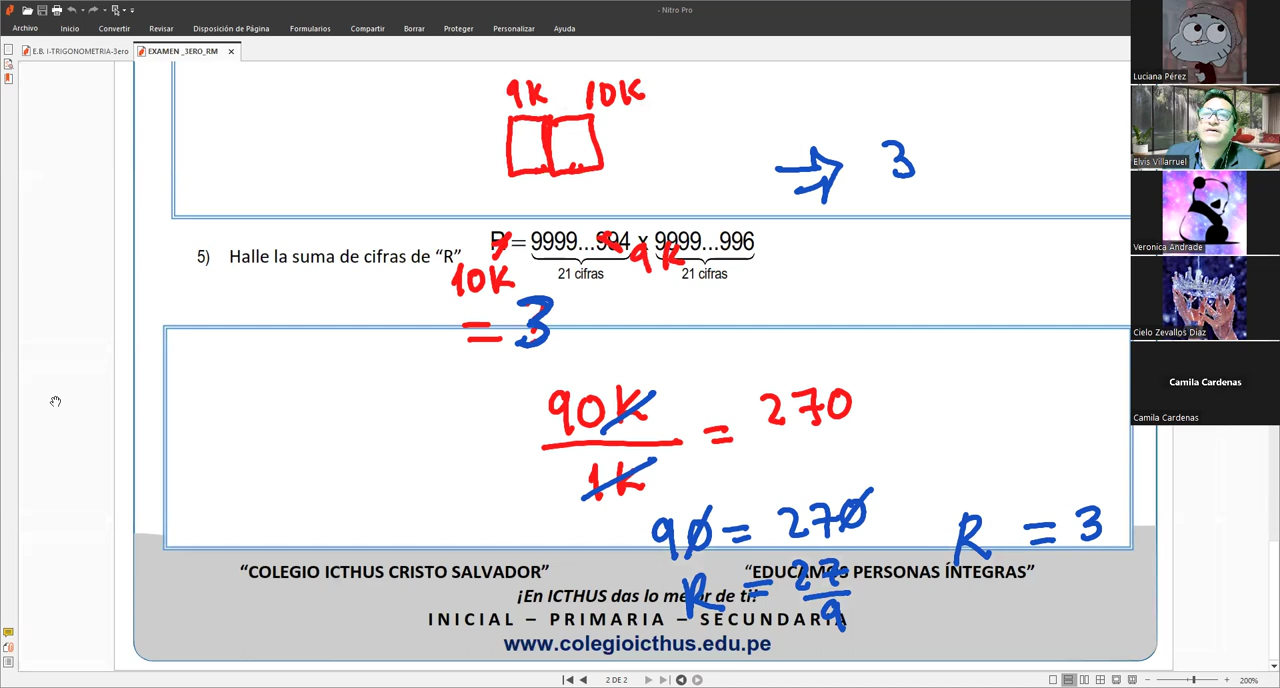 - Nitro Pro
Archivo Inicio Convertir Revisar Disposición de Página Formularios Compartir Borrar Proteger Personalizar Ayuda
E.B. I-TRIGONOMETRIA-3ero EXAMEN _3ERO_RM
Luciana Pérez
Elvis Villarruel
Veronica Andrade
Cielo Zevallos Diaz
Camila Cardenas
Camila Cardenas
9K 10K
3
5) Halle la suma de cifras de “R” R = 9999...994 x 9999...996
21 cifras 21 cifras
10K 9K
= 3
90K = 270
1K
90 = 270 R = 3
R = 27
9
“COLEGIO ICTHUS CRISTO SALVADOR” “EDUCAMOS PERSONAS ÍNTEGRAS”
¡En ICTHUS das lo mejor de ti!
INICIAL – PRIMARIA – SECUNDARIA
www.colegioicthus.edu.pe
2 DE 2
200%